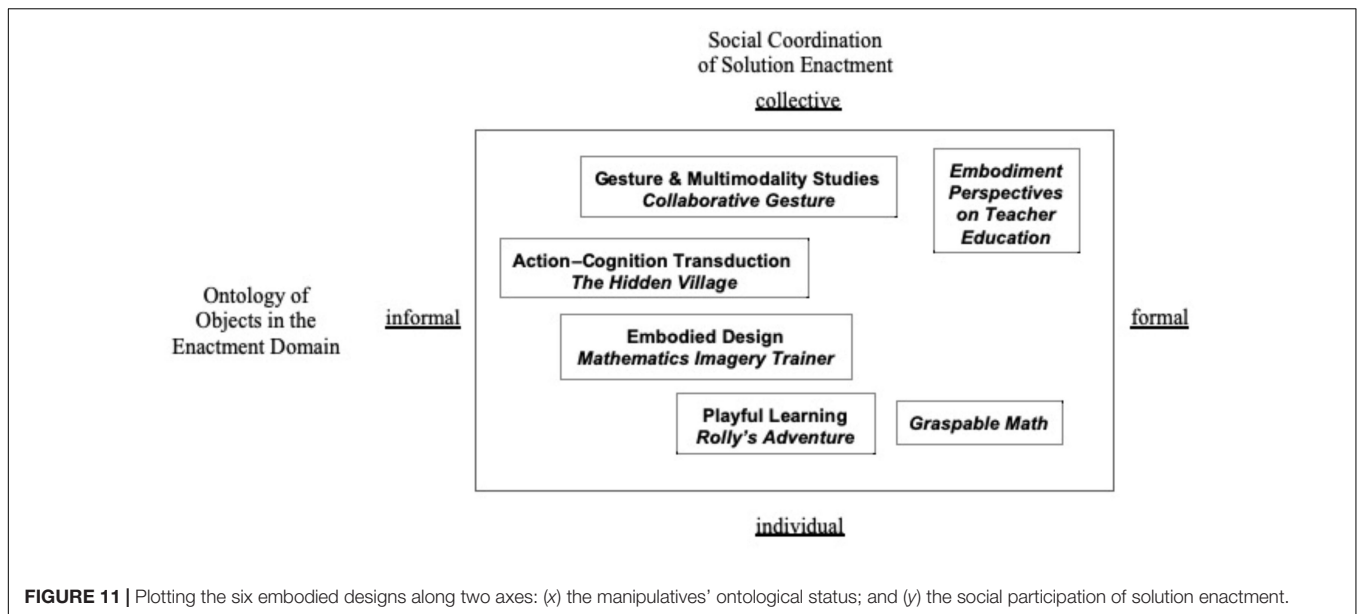 Social Coordination
of Solution Enactment
collective
Gesture & Multimodality Studies
Collaborative Gesture
Embodiment
Perspectives
on Teacher
Education
Action–Cognition Transduction
The Hidden Village
Ontology of
Objects in the
Enactment Domain
informal
formal
Embodied Design
Mathematics Imagery Trainer
Playful Learning
Rolly's Adventure
Graspable Math
individual
FIGURE 11 | Plotting the six embodied designs along two axes: (x) the manipulatives' ontological status; and (y) the social participation of solution enactment.